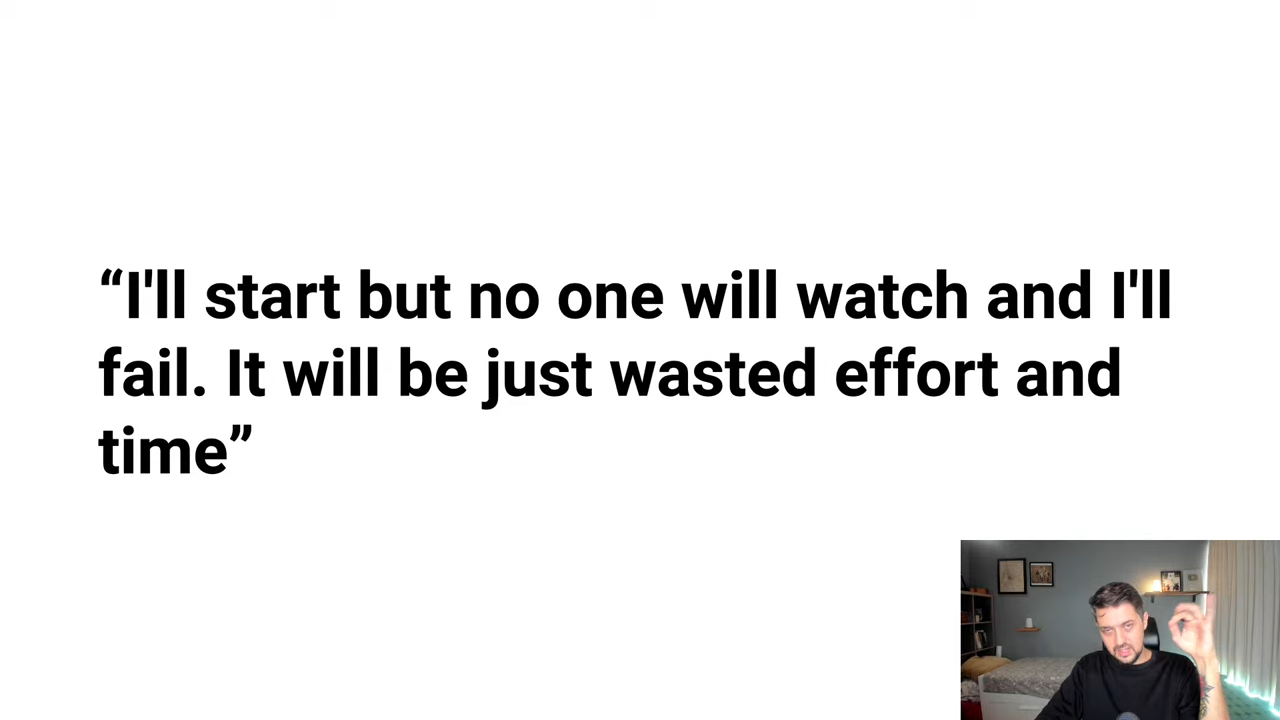 “I'll start but no one will watch and I'll
fail. It will be just wasted effort and
time”